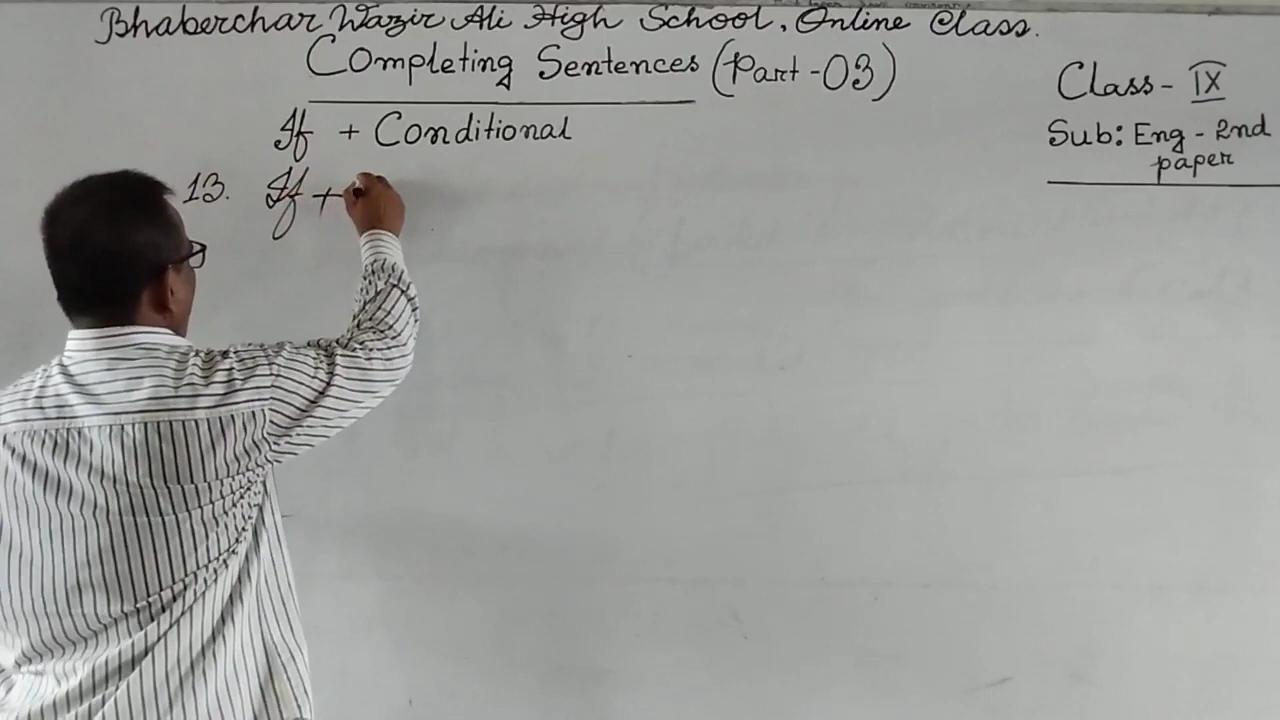 Bhaberchar Wazir Ali High School, Online Class.
Completing Sentences (Part-03)
Class- IX
Sub: Eng - 2nd
paper
If + Conditional
13. If +